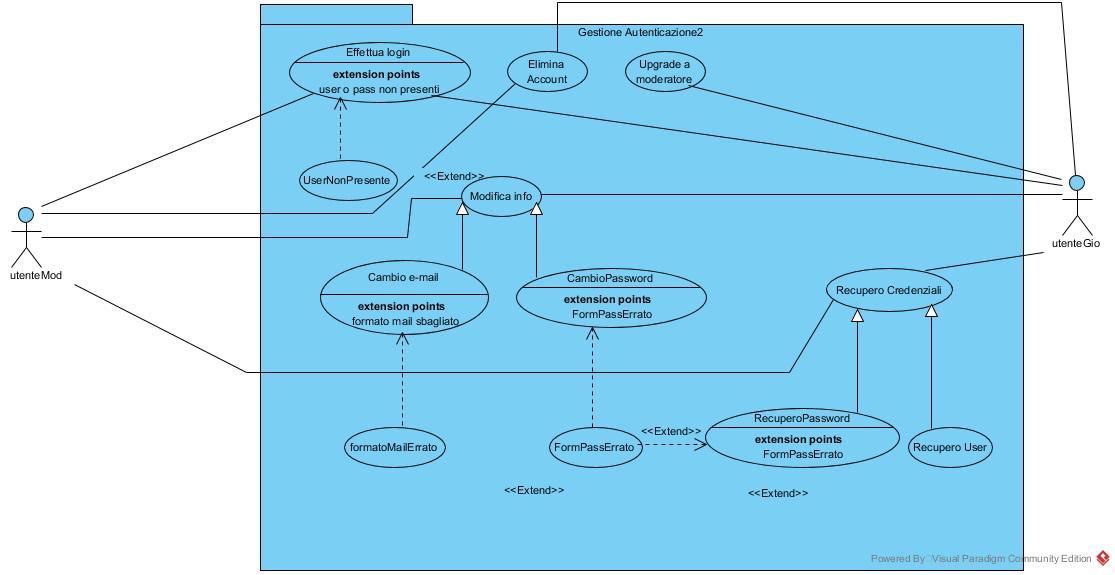 Gestione Autenticazione2
Effettua login
extension points
user o pass non presenti
Elimina
Account
Upgrade a
moderatore
UserNonPresente
<<Extend>>
Modifica info
utenteMod
utenteGio
Cambio e-mail
extension points
formato mail sbagliato
CambioPassword
extension points
FormPassErrato
Recupero Credenziali
formatoMailErrato
FormPassErrato
<<Extend>>
RecuperoPassword
extension points
FormPassErrato
Recupero User
<<Extend>>
<<Extend>>
Powered By Visual Paradigm Community Edition